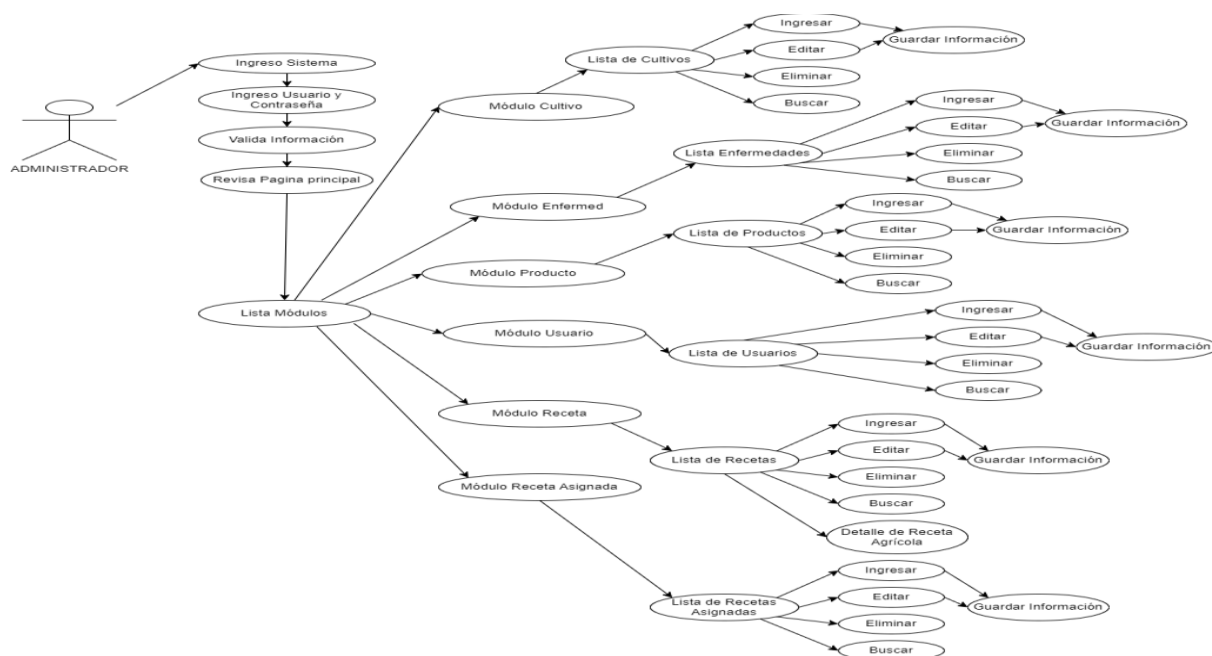 Ingreso Sistema
Ingreso Usuario y
Contraseña
Valida Información
Revisa Pagina principal
ADMINISTRADOR
Lista Módulos
Módulo Cultivo
Lista de Cultivos
Ingresar
Editar
Eliminar
Buscar
Guardar Información
Módulo Enfermed
Lista Enfermedades
Ingresar
Editar
Eliminar
Buscar
Guardar Información
Módulo Producto
Lista de Productos
Ingresar
Editar
Eliminar
Buscar
Guardar Información
Módulo Usuario
Lista de Usuarios
Ingresar
Editar
Eliminar
Buscar
Guardar Información
Módulo Receta
Lista de Recetas
Ingresar
Editar
Eliminar
Buscar
Detalle de Receta
Agrícola
Guardar Información
Módulo Receta Asignada
Lista de Recetas
Asignadas
Ingresar
Editar
Eliminar
Buscar
Guardar Información